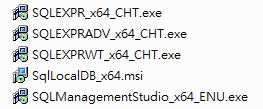 SQLEXPR_x64_CHT.exe
SQLEXPRADV_x64_CHT.exe
SQLEXPRWT_x64_CHT.exe
SqlLocalDB_x64.msi
SQLManagementStudio_x64_ENU.exe